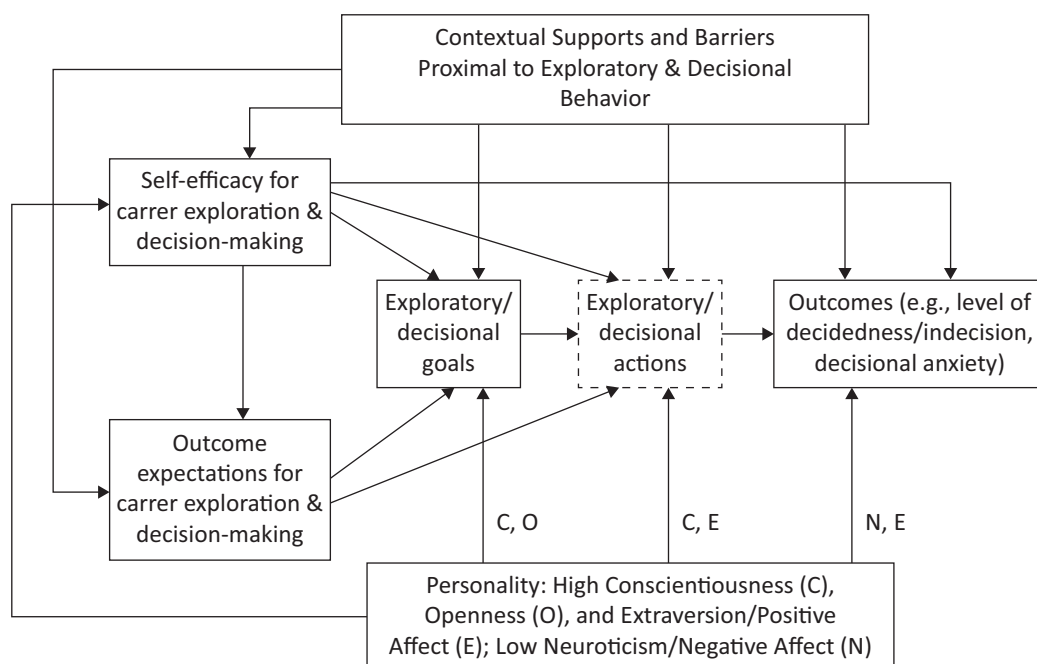 Contextual Supports and Barriers
Proximal to Exploratory & Decisional
Behavior
Self-efficacy for
carrer exploration &
decision-making
Exploratory/
decisional
goals
Exploratory/
decisional
actions
Outcomes (e.g., level of
decidedness/indecision,
decisional anxiety)
Outcome
expectations for
carrer exploration &
decision-making
C, O
C, E
N, E
Personality: High Conscientiousness (C),
Openness (O), and Extraversion/Positive
Affect (E); Low Neuroticism/Negative Affect (N)